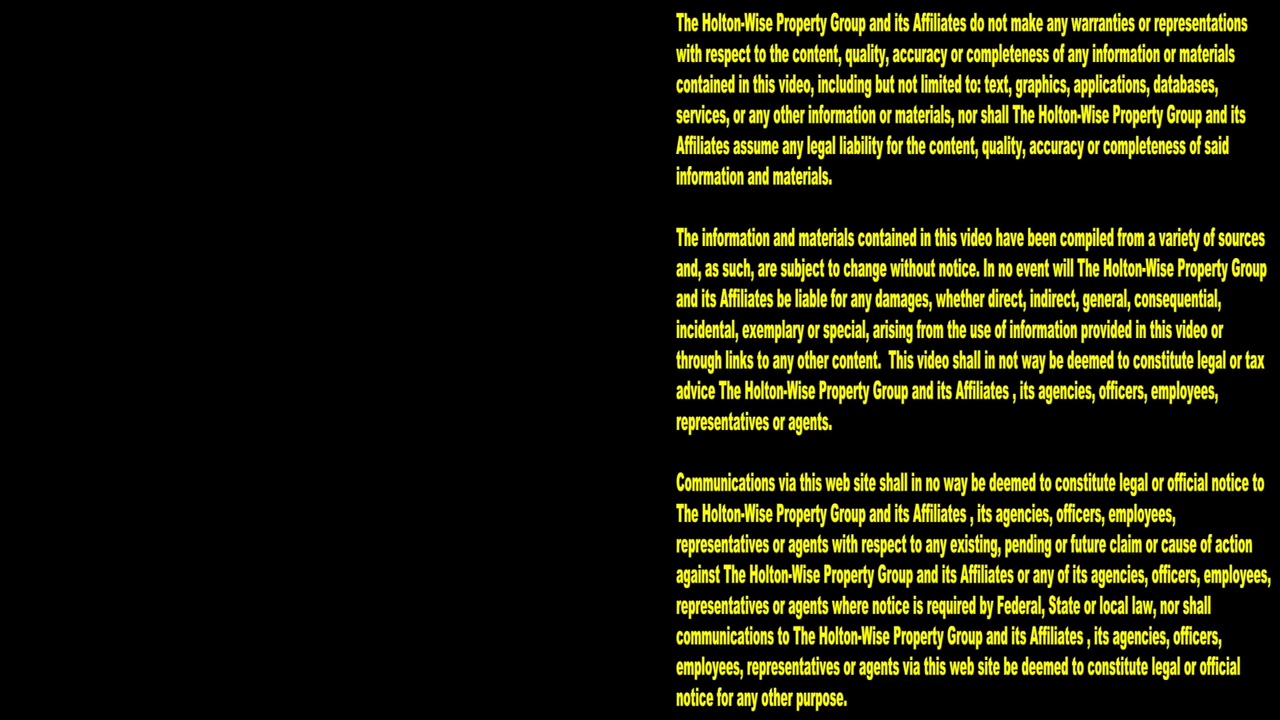 The Holton-Wise Property Group and its Affiliates do not make any warranties or representations
with respect to the content, quality, accuracy or completeness of any information or materials
contained in this video, including but not limited to: text, graphics, applications, databases,
services, or any other information or materials, nor shall The Holton-Wise Property Group and its
Affiliates assume any legal liability for the content, quality, accuracy or completeness of said
information and materials.
The information and materials contained in this video have been compiled from a variety of sources
and, as such, are subject to change without notice. In no event will The Holton-Wise Property Group
and its Affiliates be liable for any damages, whether direct, indirect, general, consequential,
incidental, exemplary or special, arising from the use of information provided in this video or
through links to any other content.  This video shall in not way be deemed to constitute legal or tax
advice The Holton-Wise Property Group and its Affiliates , its agencies, officers, employees,
representatives or agents.
Communications via this web site shall in no way be deemed to constitute legal or official notice to
The Holton-Wise Property Group and its Affiliates , its agencies, officers, employees,
representatives or agents with respect to any existing, pending or future claim or cause of action
against The Holton-Wise Property Group and its Affiliates or any of its agencies, officers, employees,
representatives or agents where notice is required by Federal, State or local law, nor shall
communications to The Holton-Wise Property Group and its Affiliates , its agencies, officers,
employees, representatives or agents via this web site be deemed to constitute legal or official
notice for any other purpose.